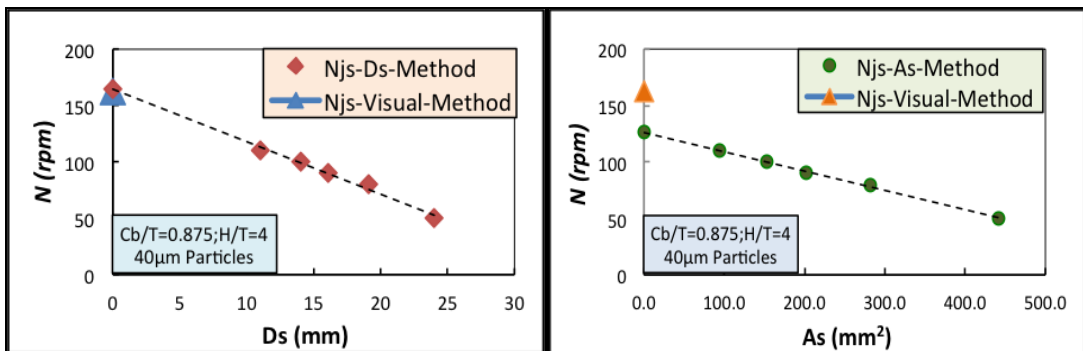 200
150
100
50
0
N (rpm)
Njs-Ds-Method
Njs-Visual-Method
Cb/T=0.875;H/T=4
40µm Particles
0 5 10 15 20 25 30
Ds (mm)
200
150
100
50
0
N (rpm)
Njs-As-Method
Njs-Visual-Method
Cb/T=0.875;H/T=4
40µm Particles
0.0 100.0 200.0 300.0 400.0 500.0
As (mm²)